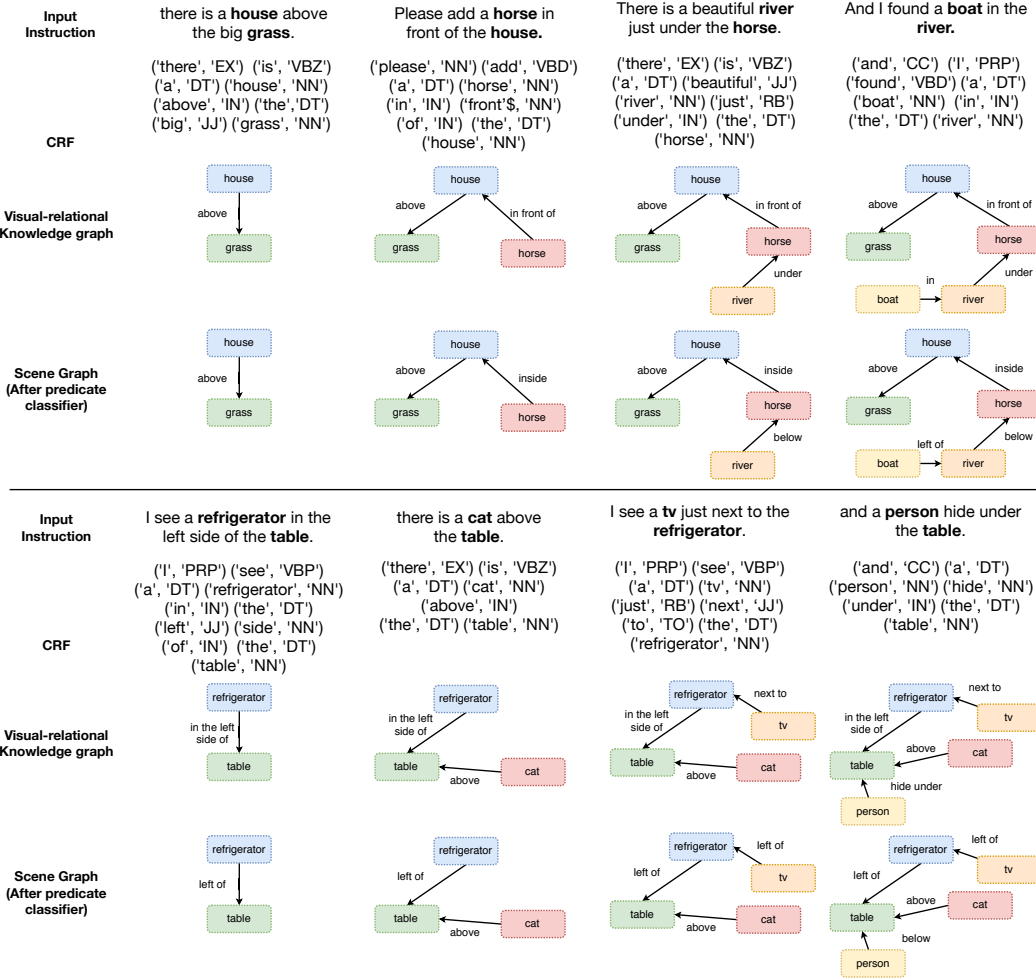 Input
Instruction
there is a house above
the big grass.
Please add a horse in
front of the house.
There is a beautiful river
just under the horse.
And I found a boat in the
river.
CRF
('there', 'EX') ('is', 'VBZ')
('a', 'DT') ('house', 'NN')
('above', 'IN') ('the','DT')
('big', 'JJ') ('grass', 'NN')
('please', 'NN') ('add', 'VBD')
('a', 'DT') ('horse', 'NN')
('in', 'IN') ('front'$, 'NN')
('of', 'IN') ('the', 'DT')
('house', 'NN')
('there', 'EX') ('is', 'VBZ')
('a', 'DT') ('beautiful', 'JJ')
('river', 'NN') ('just', 'RB')
('under', 'IN') ('the', 'DT')
('horse', 'NN')
('and', 'CC') ('I', 'PRP')
('found', 'VBD') ('a', 'DT')
('boat', 'NN') ('in', 'IN')
('the', 'DT') ('river', 'NN')
Visual-relational
Knowledge graph
house
above
grass
house
above
in front of
grass
horse
house
above
in front of
grass
horse
under
river
house
above
in front of
grass
horse
in
under
boat
river
Scene Graph
(After predicate
classifier)
house
above
grass
house
above
inside
grass
horse
house
above
inside
grass
horse
below
river
house
above
inside
grass
horse
left of
below
boat
river
Input
Instruction
I see a refrigerator in the
left side of the table.
there is a cat above
the table.
I see a tv just next to the
refrigerator.
and a person hide under
the table.
CRF
('I', 'PRP') ('see', 'VBP')
('a', 'DT') ('refrigerator', ‘NN')
('in', 'IN') ('the', 'DT')
('left', 'JJ') ('side', 'NN')
('of', ‘IN') ('the', 'DT')
('table', 'NN')
('there', 'EX') ('is', 'VBZ')
('a', 'DT') ('cat', 'NN')
('above', 'IN')
('the', 'DT') ('table', 'NN')
('I', 'PRP') ('see', 'VBP')
('a', 'DT') ('tv', ‘NN')
('just', 'RB') ('next', 'JJ')
('to', 'TO') ('the', 'DT')
('refrigerator', 'NN')
('and', ‘CC') ('a', 'DT')
('person', 'NN') ('hide', 'NN')
('under', 'IN') ('the', 'DT')
('table', 'NN')
Visual-relational
Knowledge graph
refrigerator
in the left
side of
table
refrigerator
in the left
side of
table
above
cat
refrigerator
next to
tv
in the left
side of
table
above
cat
refrigerator
next to
tv
in the left
side of
above
cat
table
hide under
person
Scene Graph
(After predicate
classifier)
refrigerator
left of
table
refrigerator
left of
table
above
cat
refrigerator
left of
tv
left of
table
above
cat
refrigerator
left of
tv
left of
above
cat
table
below
person